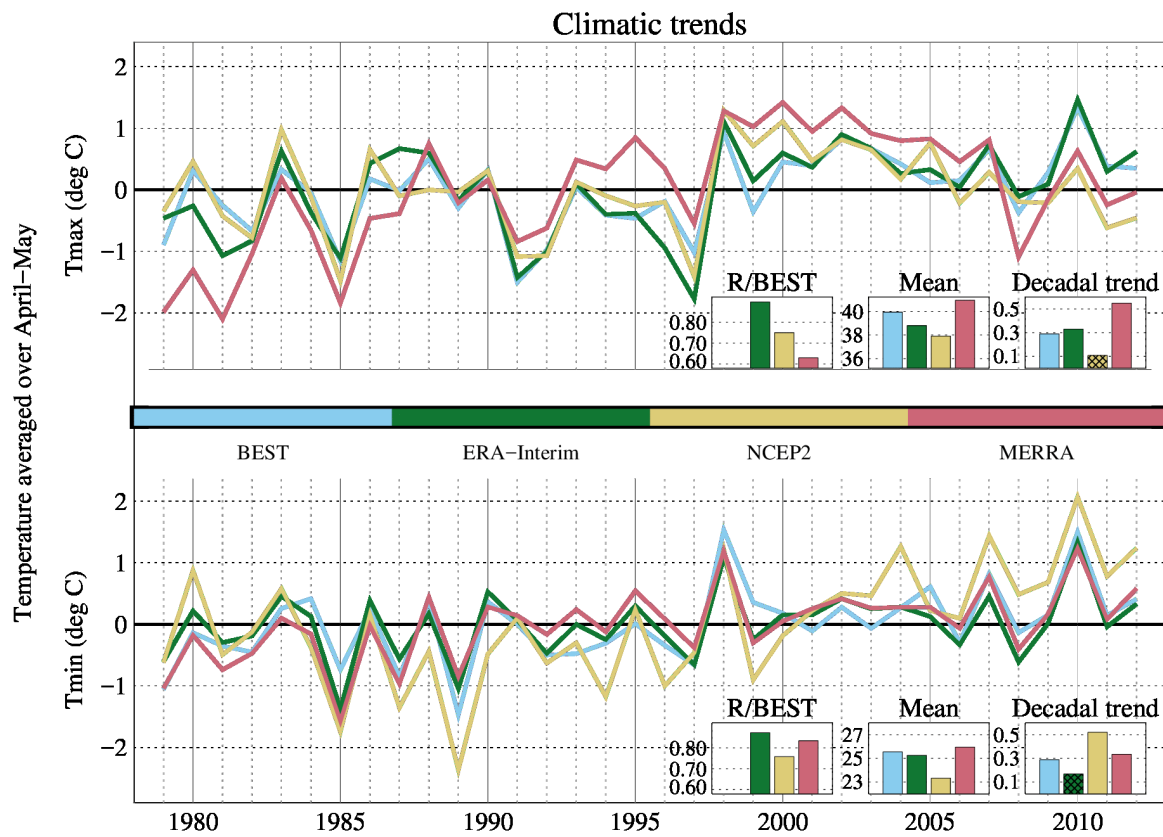 Climatic trends
Temperature averaged over April−May
Tmax (deg C)
2
1
0
−1
−2
R/BEST
0.80
0.70
0.60
Mean
40
38
36
Decadal trend
0.5
0.3
0.1
BEST
ERA−Interim
NCEP2
MERRA
Tmin (deg C)
2
1
0
−1
−2
R/BEST
0.80
0.70
0.60
Mean
27
25
23
Decadal trend
0.5
0.3
0.1
1980 1985 1990 1995 2000 2005 2010